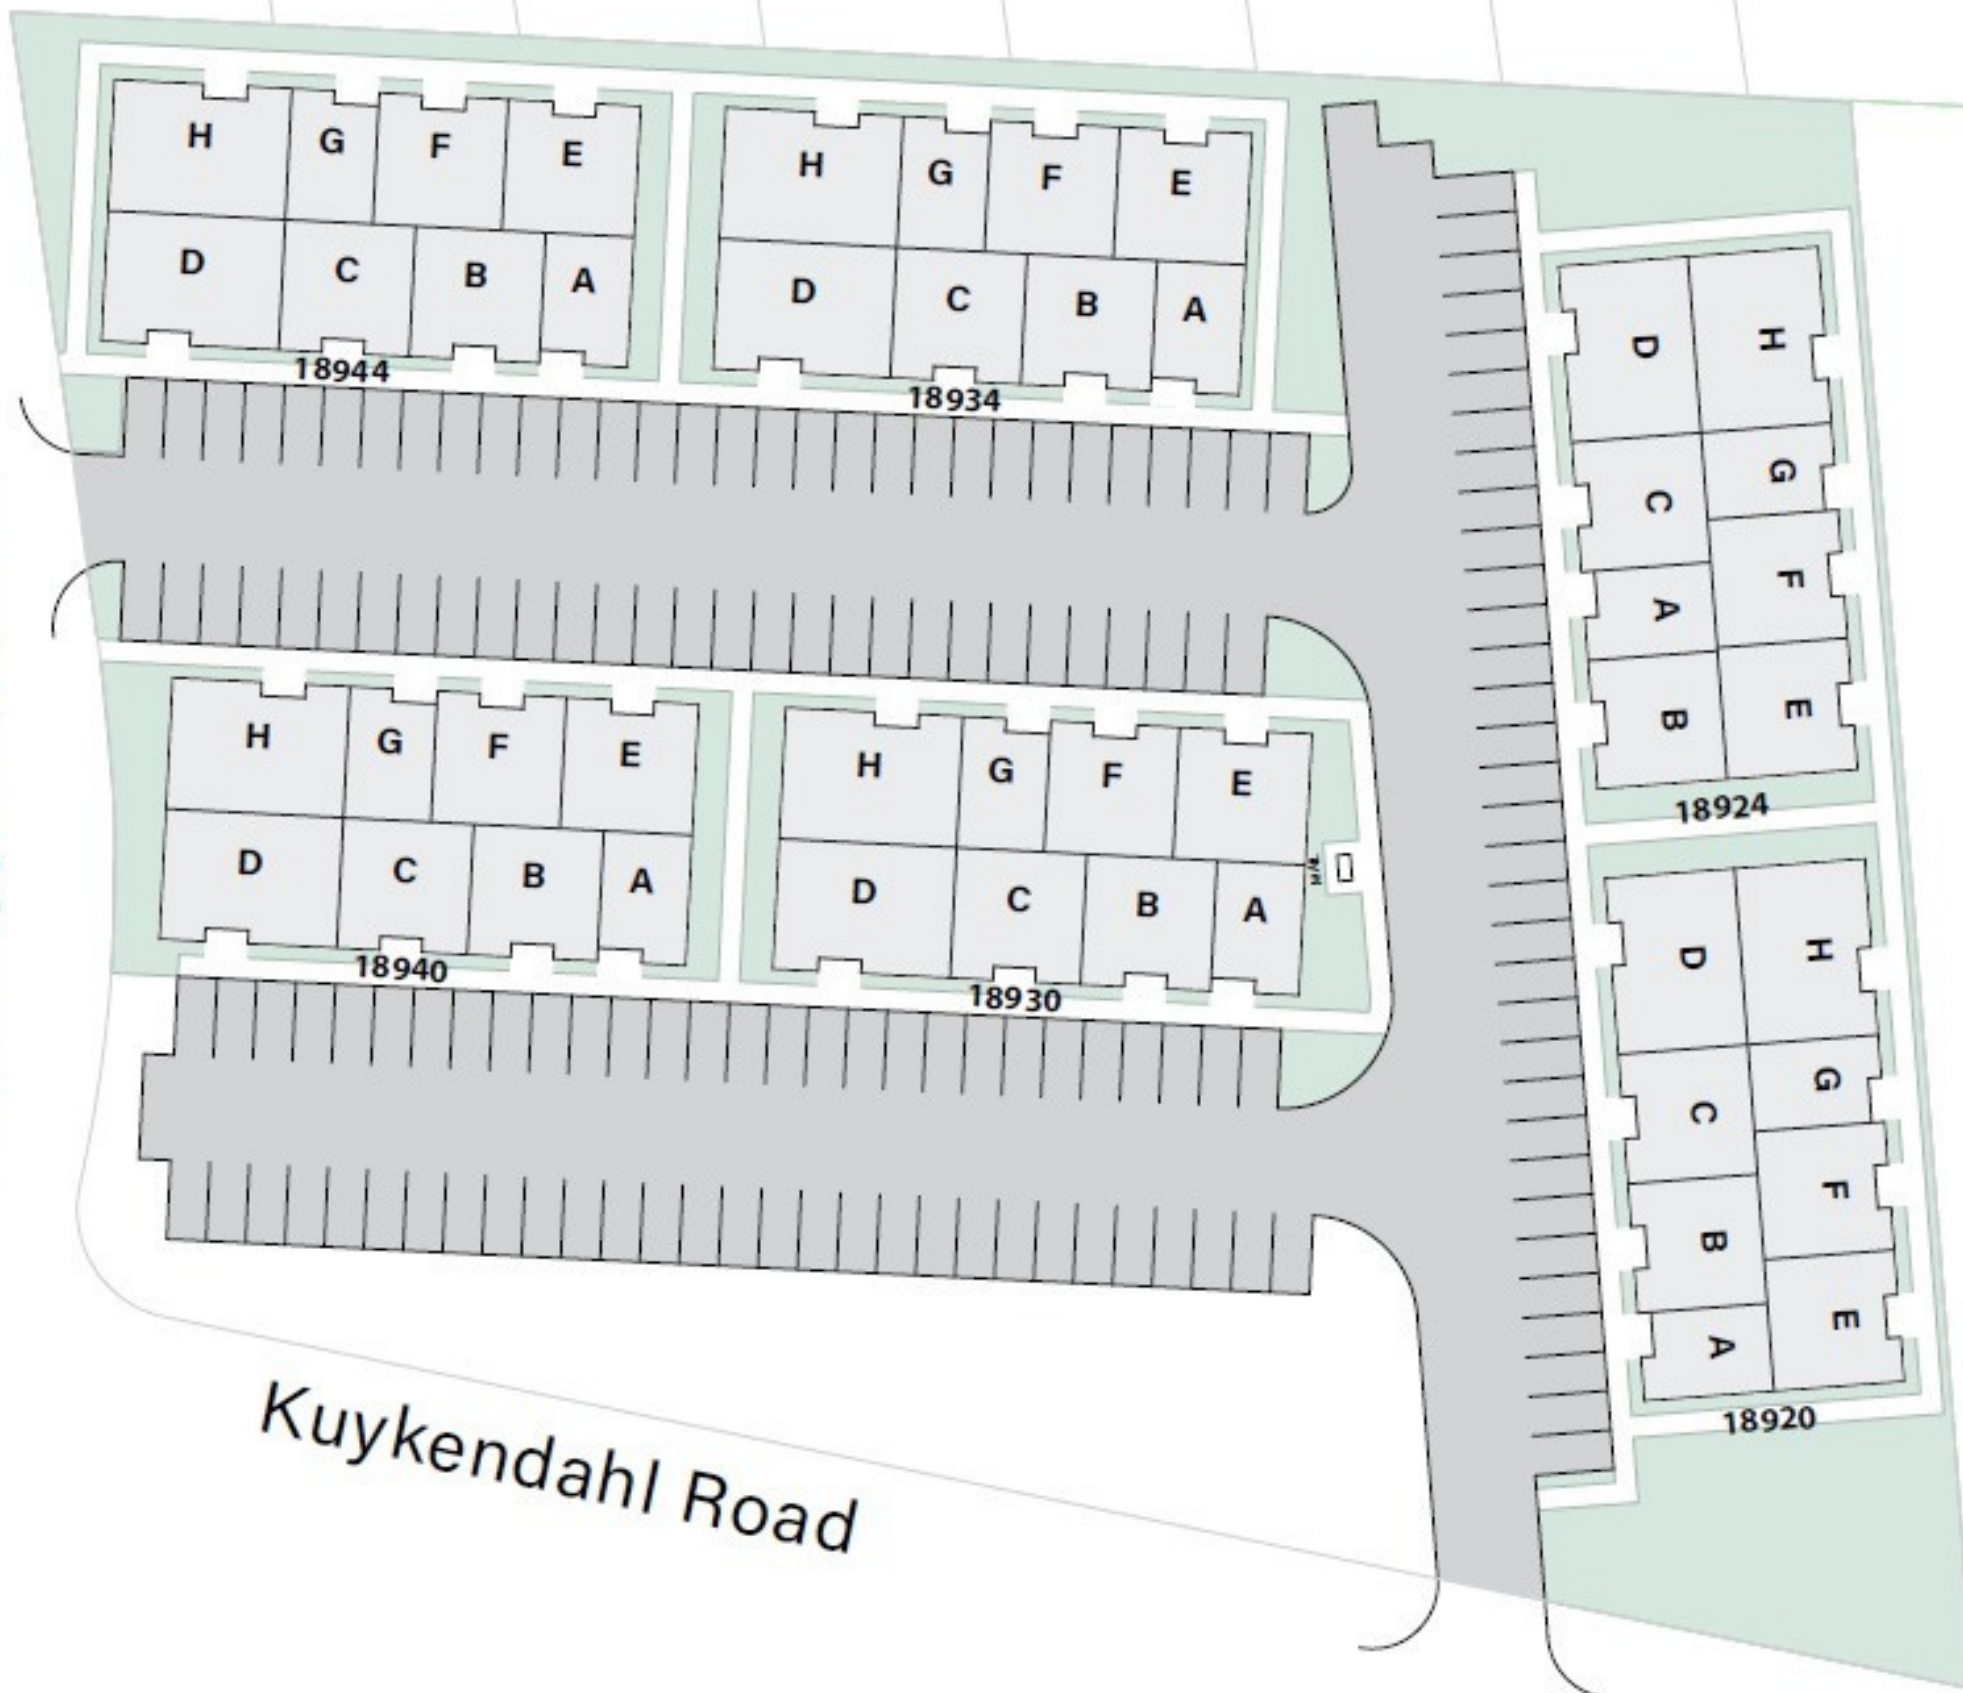 H G F E
D C B A
18944
H G F E
D C B A
18934
H G F E
D C B A
18940
H G F E
D C B A
18930
D H
C G
A F
B E
18924
D H
C G
B F
A E
18920
Kuykendahl Road